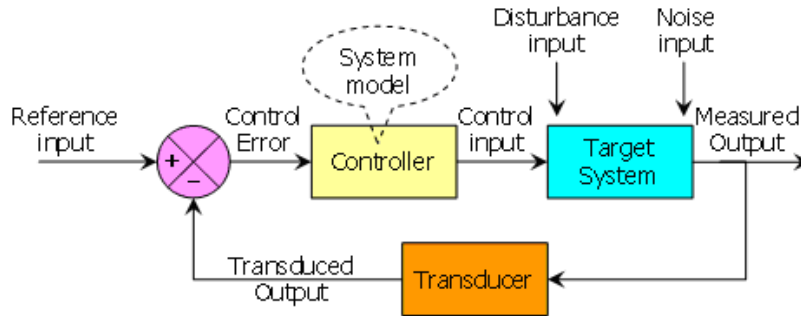 Disturbance
input
Noise
input
System
model
Reference
input
Control
Error
Control
input
Measured
Output
+
−
Controller
Target
System
Transduced
Output
Transducer